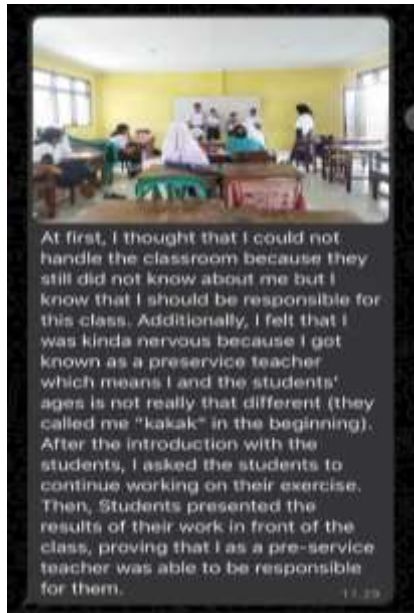 At first, I thought that I could not
handle the classroom because they
still did not know about me but I
know that I should be responsible for
this class. Additionally, I felt that I
was kinda nervous because I got
known as a preservice teacher
which means I and the students'
ages is not really that different (they
called me "kakak" in the beginning).
After the introduction with the
students, I asked the students to
continue working on their exercise.
Then, Students presented the
results of their work in front of the
class, proving that I as a pre-service
teacher was able to be responsible
for them.
11.29